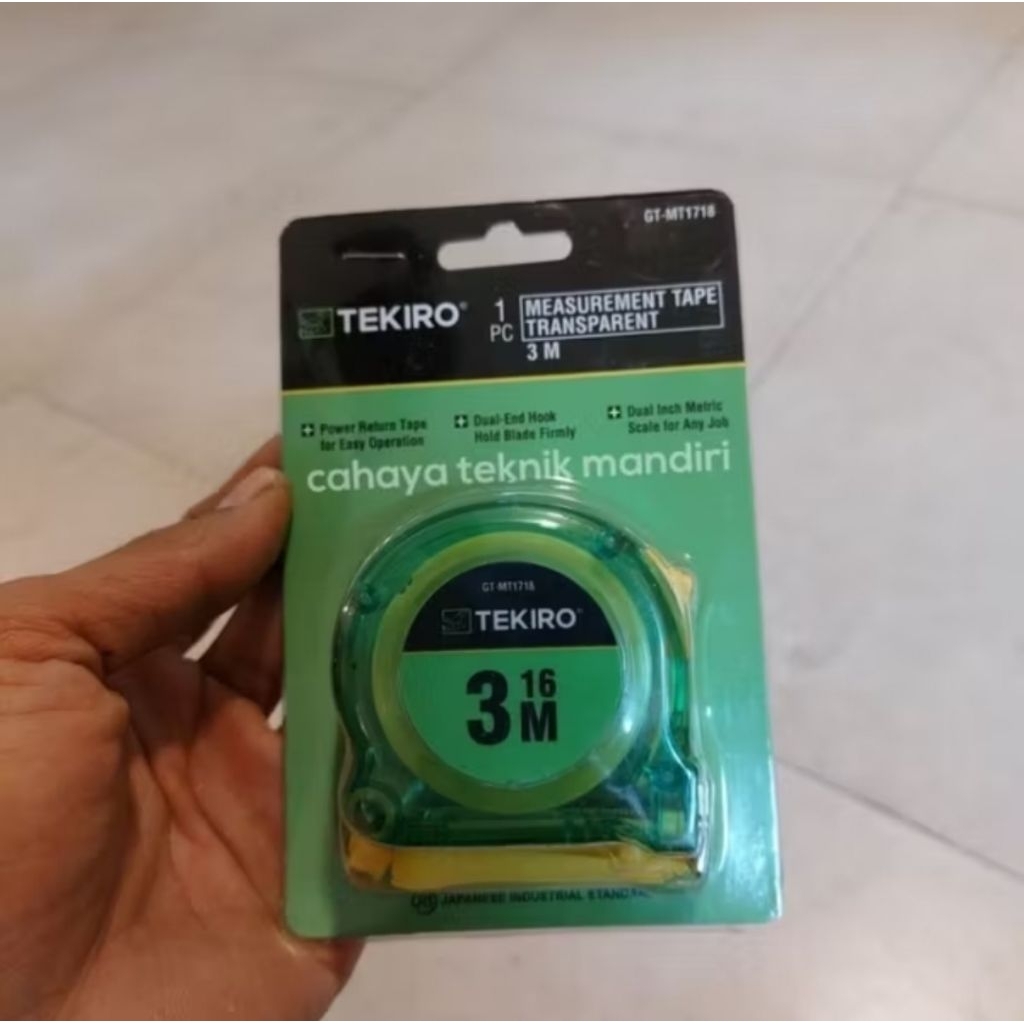 GT-MT1718
TEKIRO®
1
PC
MEASUREMENT TAPE
TRANSPARENT
3 M
Power Return Tape
for Easy Operation
Dual-End Hook
Hold Blade Firmly
Dual Inch Metric
Scale for Any Job
cahaya teknik mandiri
GT-MT1718
TEKIRO
3 16
M
JAPANESE INDUSTRIAL